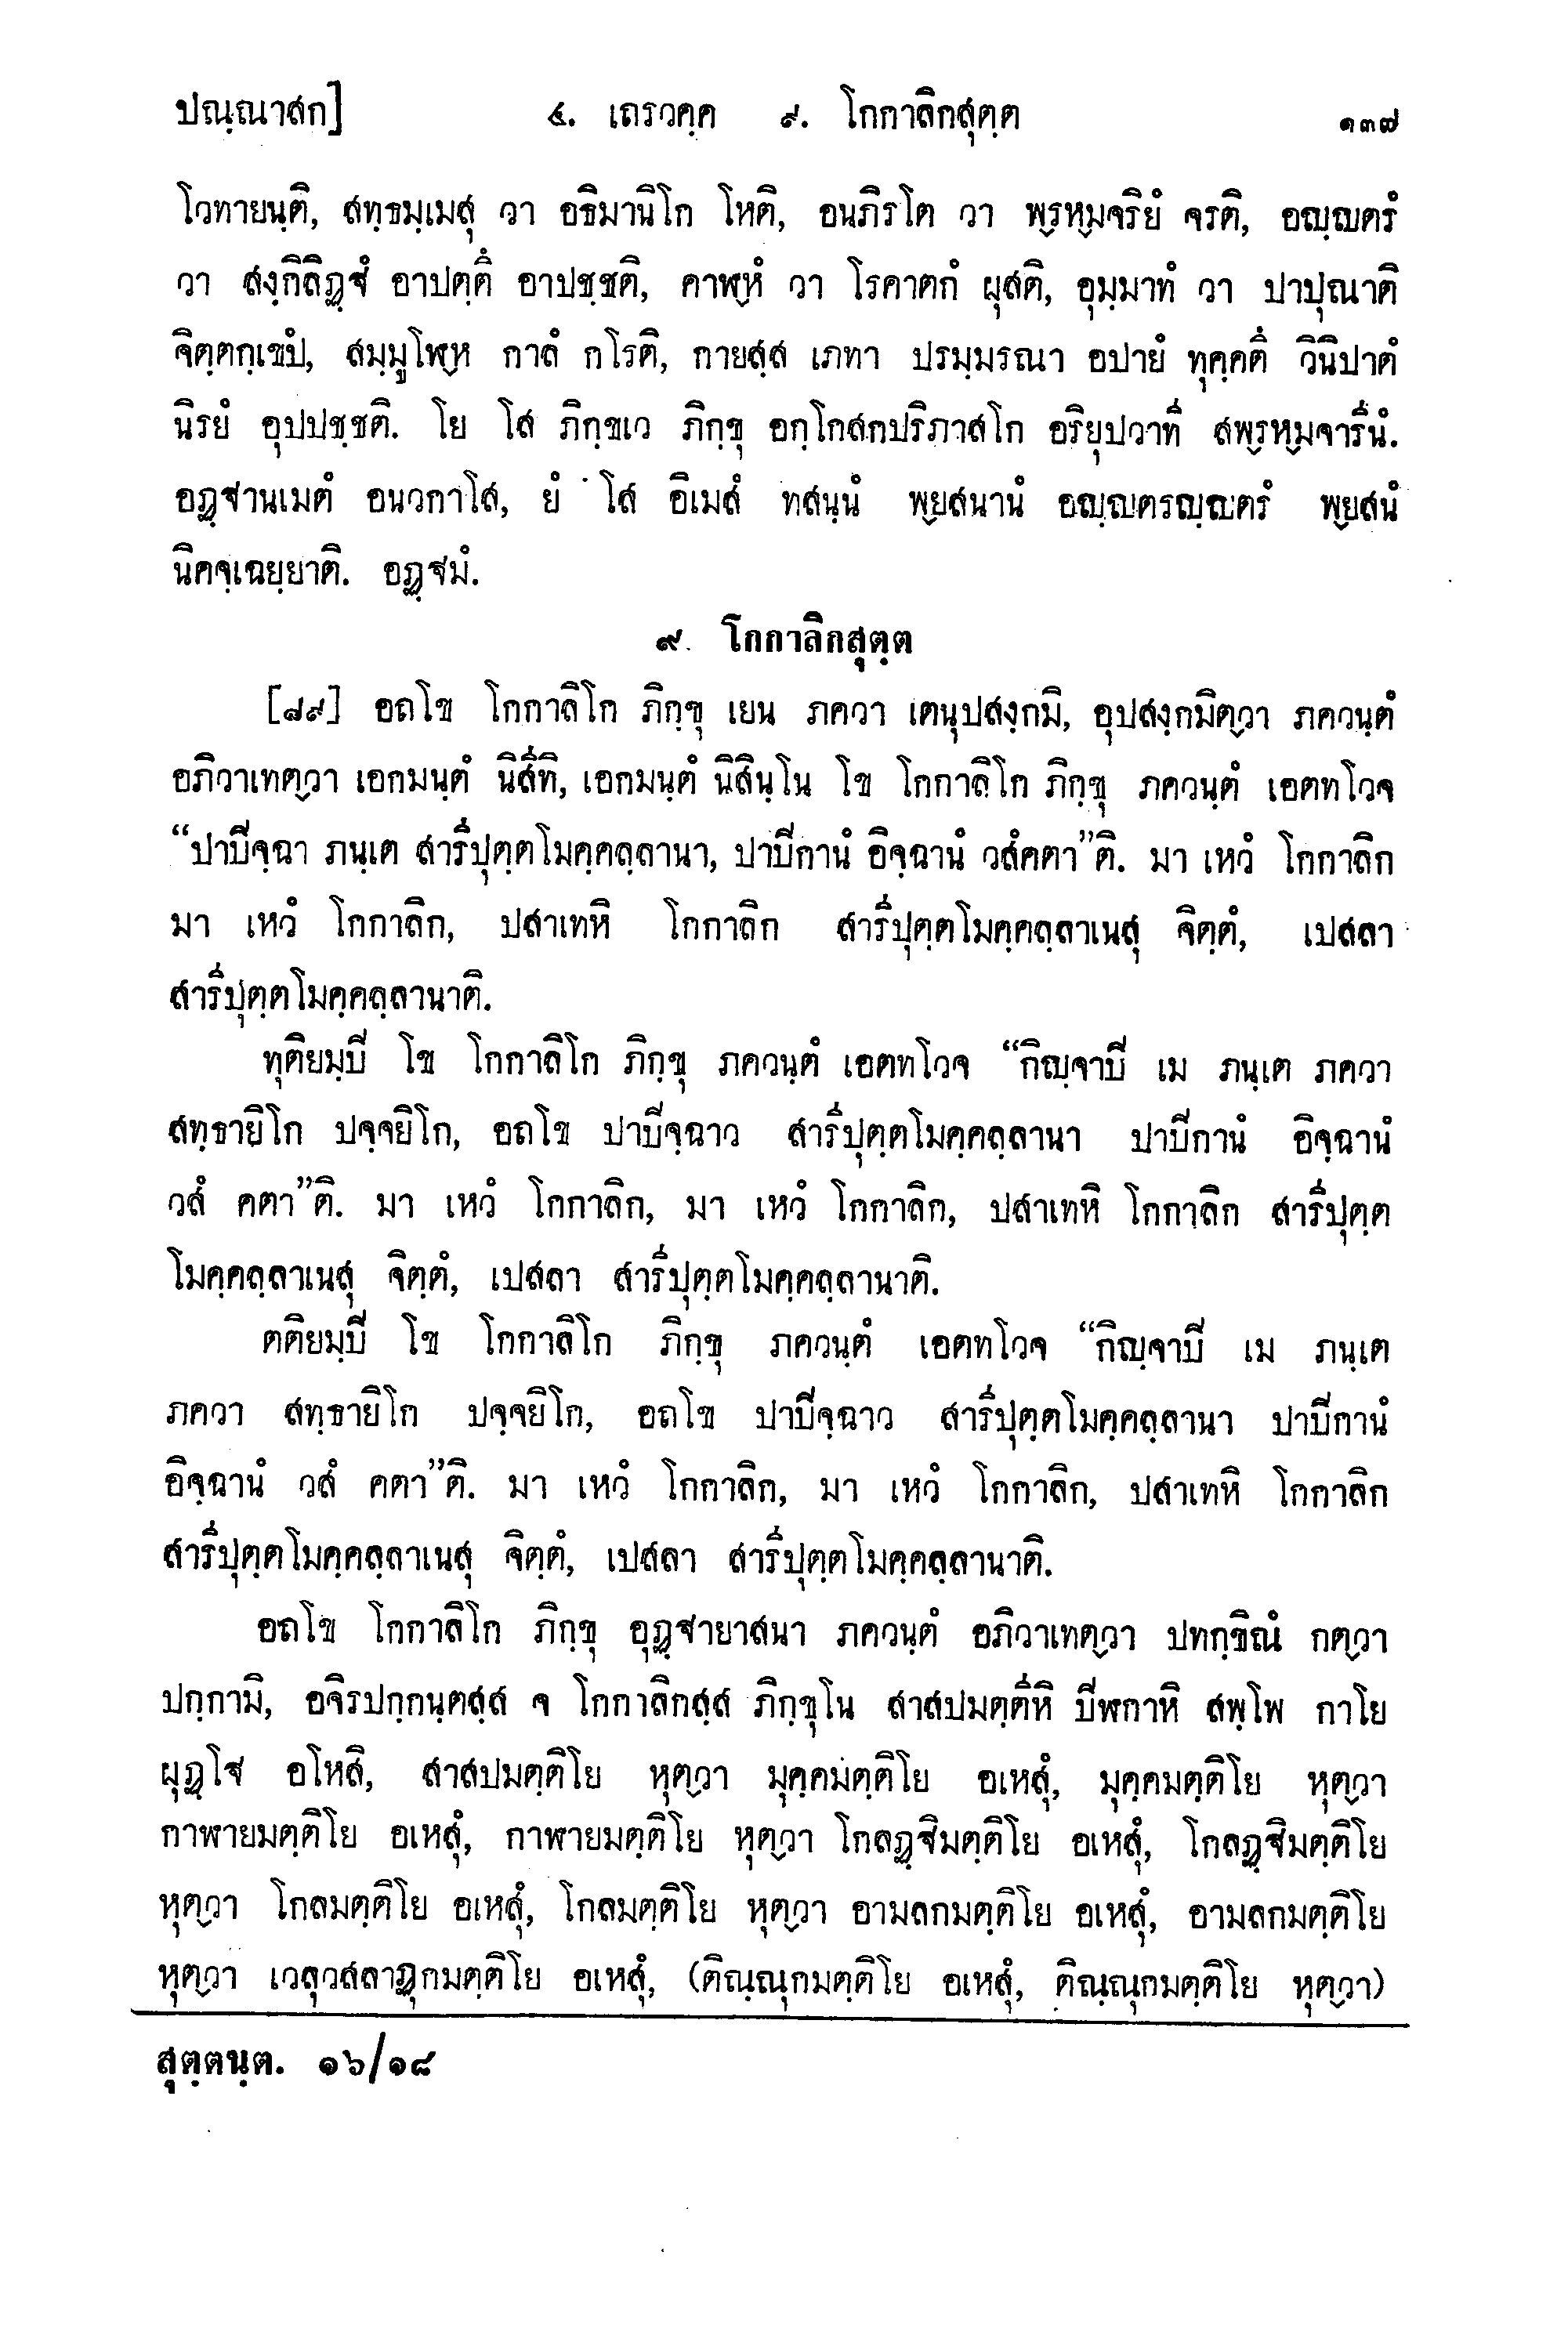 ปณฺณาสก]	๔. เถรวคฺค ๙. โกกาลิกสุตฺต	๑๓๗
โวทายนฺติ, สทฺธมฺเมสุ วา อธิมานิโก โหติ, อนภิรโต วา พฺรหฺมจริยํ จรติ, อญฺญตรํ
วา สงฺกิลิฏฺฐํ อาปตฺตึ อาปชฺชติ, คาฬฺหํ วา โรคาตกํ ผุสติ, อุมฺมาทํ วา ปาปุณาติ
จิตฺตกฺเขปํ, สมฺมูโฬฺห กาลํ กโรติ, กายสฺส เภทา ปรมฺมรณา อปายํ ทุคฺคตึ วินิปาตํ
นิรยํ อุปปชฺชติ. โย โส ภิกฺขเว ภิกฺขุ อกฺโกสกปริภาสโก อริยุปวาที สพฺรหฺมจารีนํ.
อฏฺฐานเมตํ อนวกาโส, ยํ โส อิเมสํ ทสนฺนํ พฺยสนานํ อญฺญตรญฺญตรํ พฺยสนํ
นิคจฺเฉยฺยาติ. อฏฺฐมํ.
๙. โกกาลิกสุตฺต
[๘๙] อถโข โกกาลิโก ภิกฺขุ เยน ภควา เตนุปสงฺกมิ, อุปสงฺกมิตฺวา ภควนฺตํ
อภิวาเทตฺวา เอกมนฺตํ นิสีทิ, เอกมนฺตํ นิสินฺโน โข โกกาลิโก ภิกฺขุ ภควนฺตํ เอตทโวจ
“ปาปิจฺฉา ภนฺเต สารีปุตฺตโมคฺคลฺลานา, ปาปิกานํ อิจฺฉานํ วสํคตา”ติ. มา เหวํ โกกาลิก
มา เหวํ โกกาลิก, ปสาเทหิ โกกาลิก สารีปุตฺตโมคฺคลฺลาเนสุ จิตฺตํ, เปสลา
สารีปุตฺตโมคฺคลฺลานาติ.
ทุติยมฺปิ โข โกกาลิโก ภิกฺขุ ภควนฺตํ เอตทโวจ “กิญฺจาปิ เม ภนฺเต ภควา
สทฺธายิโก ปจฺจยิโก, อถโข ปาปิจฺฉาว สารีปุตฺตโมคฺคลฺลานา ปาปิกานํ อิจฺฉานํ
วสํ คตา”ติ. มา เหวํ โกกาลิก, มา เหวํ โกกาลิก, ปสาเทหิ โกกาลิก สารีปุตฺต
โมคฺคลฺลาเนสุ จิตฺตํ, เปสลา สารีปุตฺตโมคฺคลฺลานาติ.
ตติยมฺปิ โข โกกาลิโก ภิกฺขุ ภควนฺตํ เอตทโวจ “กิญฺจาปิ เม ภนฺเต
ภควา สทฺธายิโก ปจฺจยิโก, อถโข ปาปิจฺฉาว สารีปุตฺตโมคฺคลฺลานา ปาปิกานํ
อิจฺฉานํ วสํ คตา”ติ. มา เหวํ โกกาลิก, มา เหวํ โกกาลิก, ปสาเทหิ โกกาลิก
สารีปุตฺตโมคฺคลฺลาเนสุ จิตฺตํ, เปสลา สารีปุตฺตโมคฺคลฺลานาติ.
อถโข โกกาลิโก ภิกฺขุ อุฏฺฐายาสนา ภควนฺตํ อภิวาเทตฺวา ปทกฺขิณํ กตฺวา
ปกฺกามิ, อจิรปกฺกนฺตสฺส จ โกกาลิกสฺส ภิกฺขุโน สาสปมตฺตีหิ ปิฬกาหิ สพฺโพ กาโย
ผุฏฺโฐ อโหสิ, สาสปมตฺติโย หุตฺวา มุคฺคมตฺติโย อเหสุํ, มุคฺคมตฺติโย หุตฺวา
กาฬายมตฺติโย อเหสุํ, กาฬายมตฺติโย หุตฺวา โกลฏฺฐิมตฺติโย อเหสุํ, โกลฏฺฐิมตฺติโย
หุตฺวา โกลมตฺติโย อเหสุํ, โกลมตฺติโย หุตฺวา อามลกมตฺติโย อเหสุํ, อามลกมตฺติโย
หุตฺวา เวลุวสลาฏุกมตฺติโย อเหสุํ, (ติณฺณุกมตฺติโย อเหสุํ, ติณฺณุกมตฺติโย หุตฺวา)
สุตฺตนฺต. ๑๖/๑๘